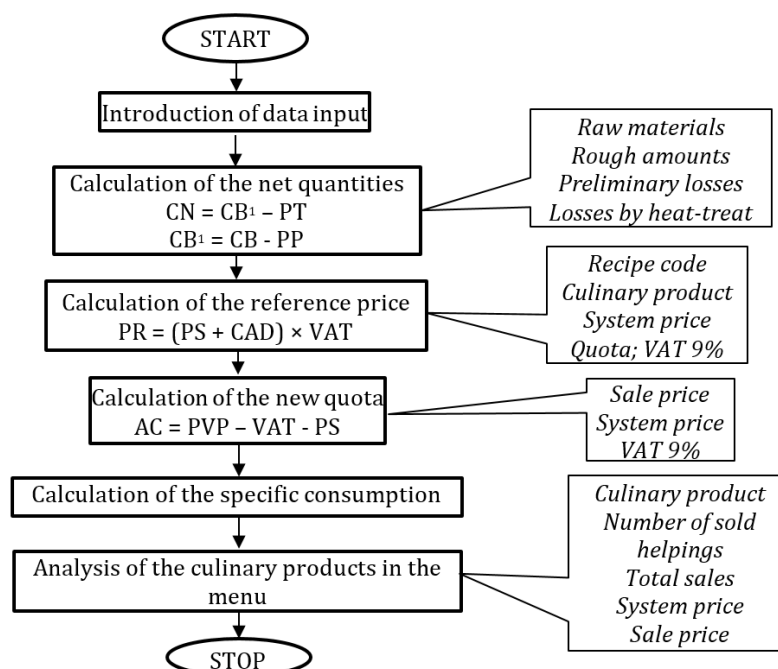 START
Introduction of data input
Raw materials
Rough amounts
Preliminary losses
Losses by heat-treat
Calculation of the net quantities
CN = CB¹ – PT
CB¹ = CB - PP
Recipe code
Culinary product
System price
Quota; VAT 9%
Calculation of the reference price
PR = (PS + CAD) × VAT
Calculation of the new quota
AC = PVP – VAT - PS
Sale price
System price
VAT 9%
Calculation of the specific consumption
Culinary product
Number of sold
helpings
Total sales
System price
Sale price
Analysis of the culinary products in the
menu
STOP